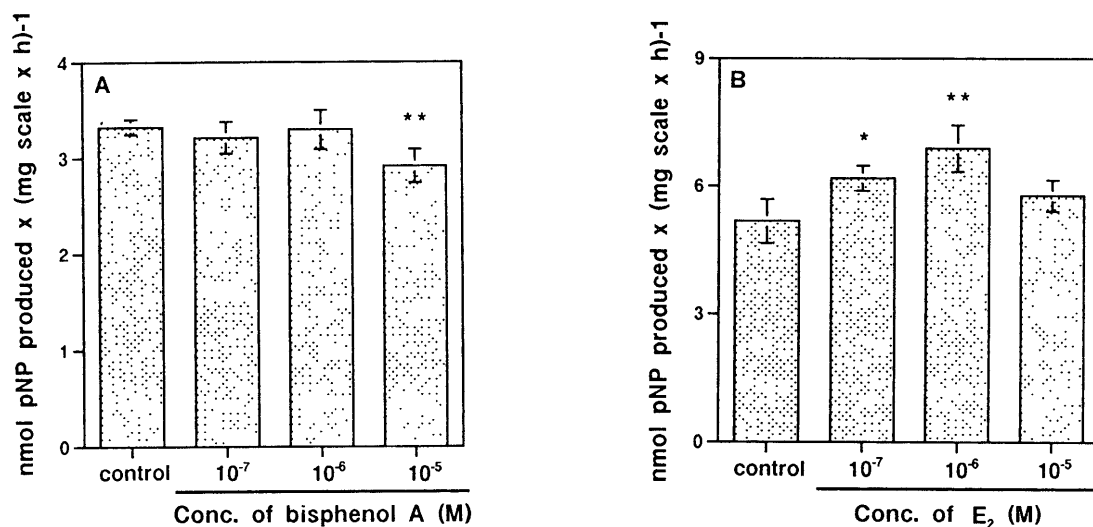 nmol pNP produced x (mg scale x h)-1
4
3
2
1
0
A
**
control
10-7
10-6
10-5
Conc. of bisphenol A (M)
nmol pNP produced x (mg scale x h)-1
9
6
3
0
B
*
**
control
10-7
10-6
10-5
Conc. of E2 (M)